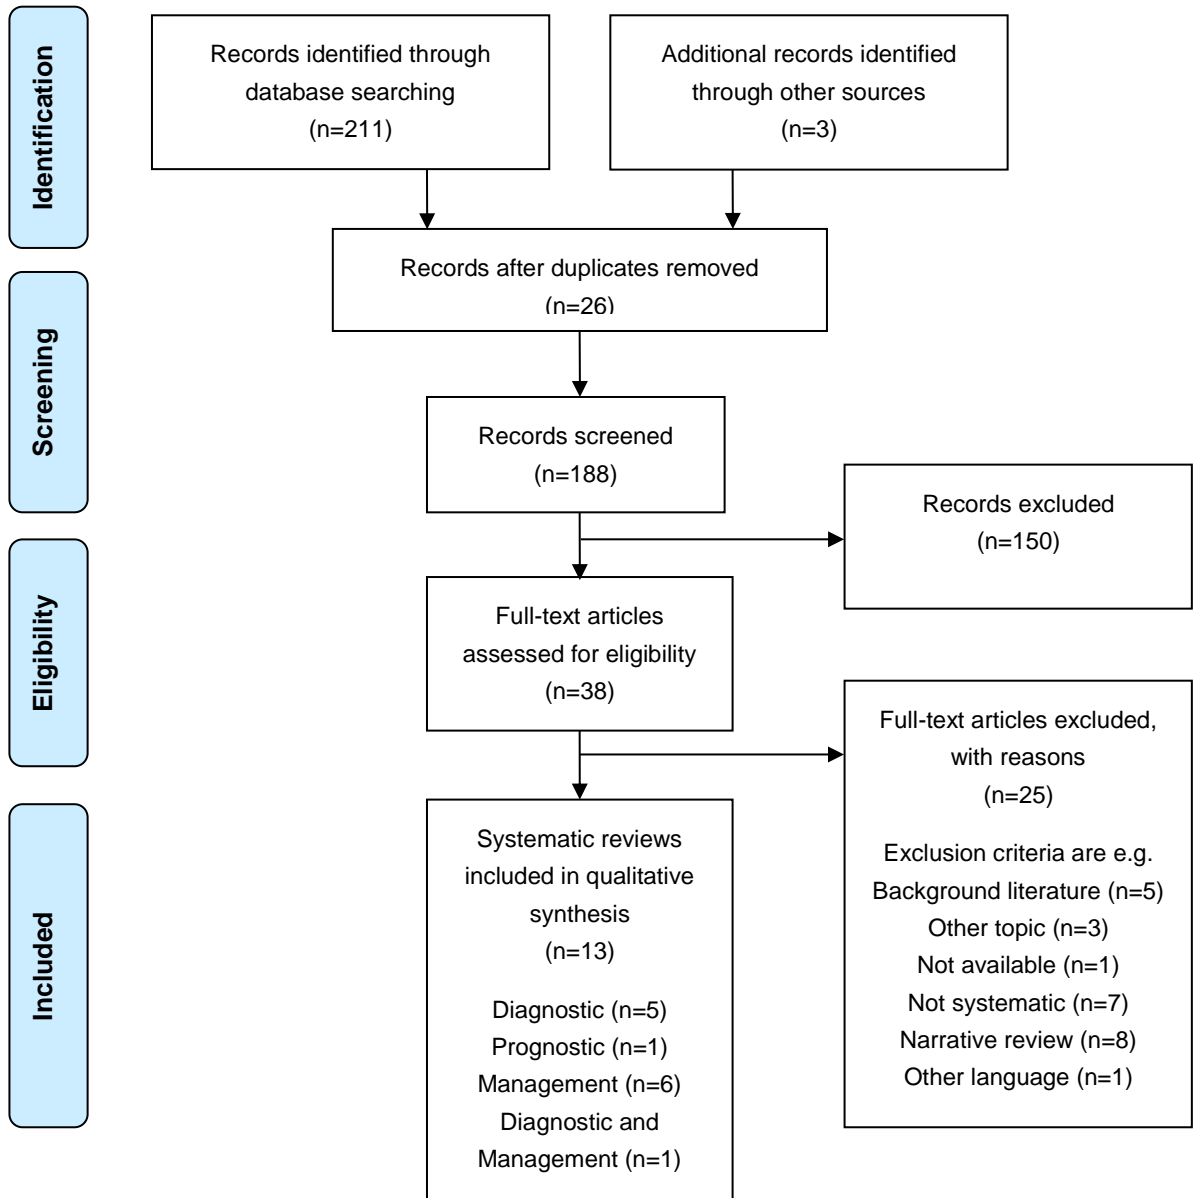 Identification
Records identified through
database searching
(n=211)
Additional records identified
through other sources
(n=3)
Records after duplicates removed
(n=26)
Screening
Records screened
(n=188)
Records excluded
(n=150)
Eligibility
Full-text articles
assessed for eligibility
(n=38)
Full-text articles excluded,
with reasons
(n=25)
Exclusion criteria are e.g.
Background literature (n=5)
Other topic (n=3)
Not available (n=1)
Not systematic (n=7)
Narrative review (n=8)
Other language (n=1)
Included
Systematic reviews
included in qualitative
synthesis
(n=13)
Diagnostic (n=5)
Prognostic (n=1)
Management (n=6)
Diagnostic and
Management (n=1)